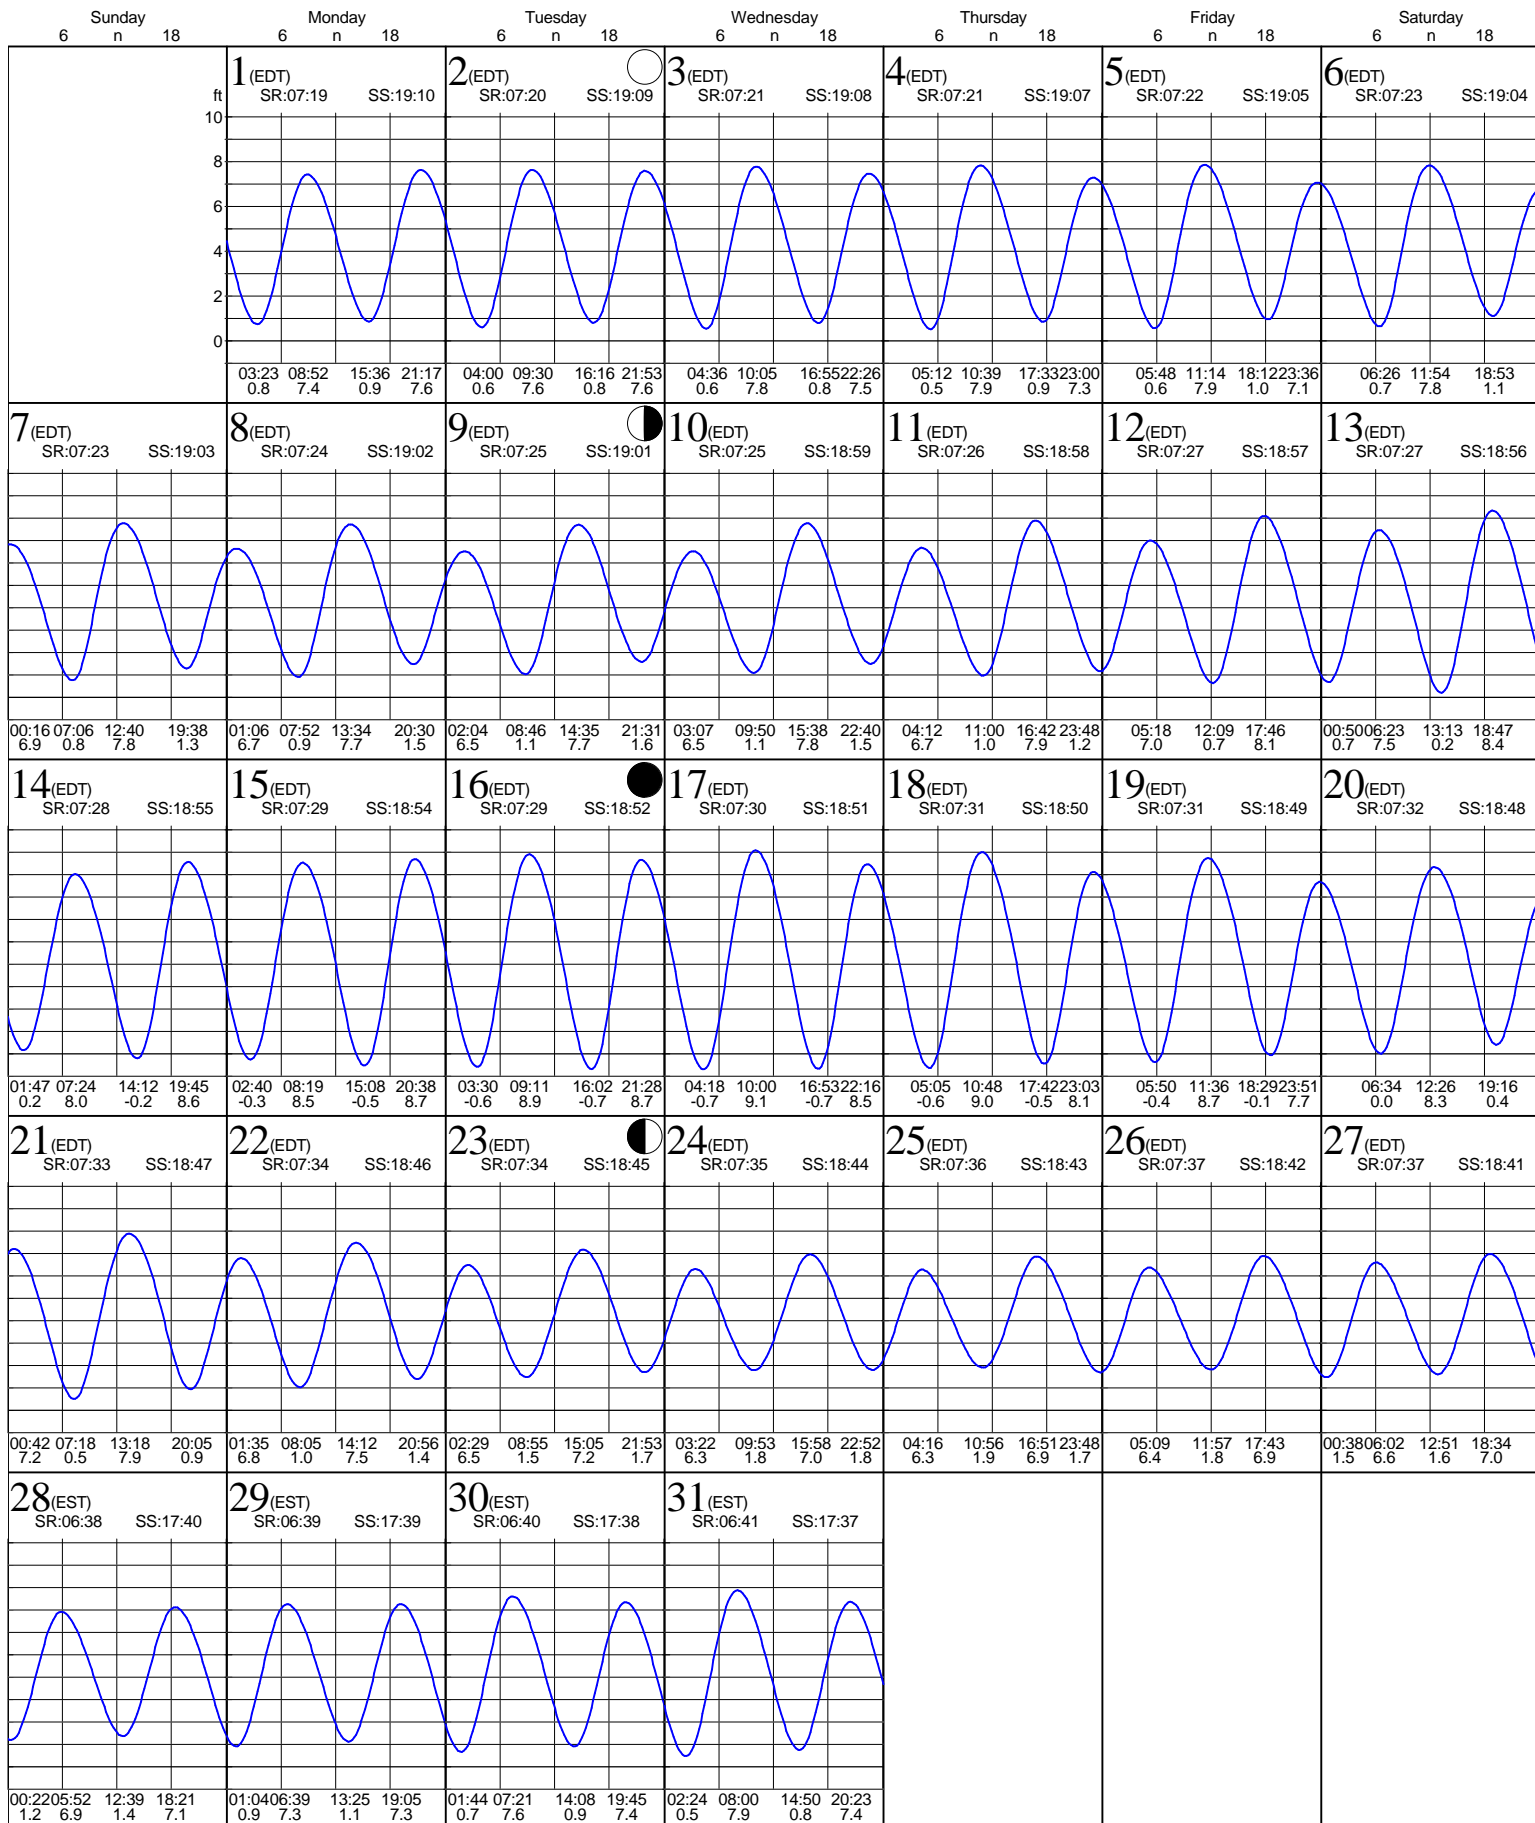 Sunday Monday Tuesday Wednesday Thursday Friday Saturday
6 n 18 6 n 18 6 n 18 6 n 18 6 n 18 6 n 18 6 n 18
1(EDT) 2(EDT) 3(EDT) 4(EDT) 5(EDT) 6(EDT)
ft SR:07:19 SS:19:10 SR:07:20 SS:19:09 SR:07:21 SS:19:08 SR:07:21 SS:19:07 SR:07:22 SS:19:05 SR:07:23 SS:19:04
10
8
6
4
2
0
03:23 08:52 15:36 21:17 04:00 09:30 16:16 21:53 04:36 10:05 16:55 22:26 05:12 10:39 17:33 23:00 05:48 11:14 18:12 23:36 06:26 11:54 18:53
0.8 7.4 0.9 7.6 0.6 7.6 0.8 7.6 0.6 7.8 0.8 7.5 0.5 7.9 0.9 7.3 0.6 7.9 1.0 7.1 0.7 7.8 1.1
7(EDT) 8(EDT) 9(EDT) 10(EDT) 11(EDT) 12(EDT) 13(EDT)
SR:07:23 SS:19:03 SR:07:24 SS:19:02 SR:07:25 SS:19:01 SR:07:25 SS:18:59 SR:07:26 SS:18:58 SR:07:27 SS:18:57 SR:07:27 SS:18:56
00:16 07:06 12:40 19:38 01:06 07:52 13:34 20:30 02:04 08:46 14:35 21:31 03:07 09:50 15:38 22:40 04:12 11:00 16:42 23:48 05:18 12:09 17:46 00:50 06:23 13:13 18:47
6.9 0.8 7.8 1.3 6.7 0.9 7.7 1.5 6.5 1.1 7.7 1.6 6.5 1.1 7.8 1.5 6.7 1.0 7.9 1.2 7.0 0.7 8.1 0.7 7.5 0.2 8.4
14(EDT) 15(EDT) 16(EDT) 17(EDT) 18(EDT) 19(EDT) 20(EDT)
SR:07:28 SS:18:55 SR:07:29 SS:18:54 SR:07:29 SS:18:52 SR:07:30 SS:18:51 SR:07:31 SS:18:50 SR:07:31 SS:18:49 SR:07:32 SS:18:48
01:47 07:24 14:12 19:45 02:40 08:19 15:08 20:38 03:30 09:11 16:02 21:28 04:18 10:00 16:53 22:16 05:05 10:48 17:42 23:03 05:50 11:36 18:29 23:51 06:34 12:26 19:16
0.2 8.0 -0.2 8.6 -0.3 8.5 -0.5 8.7 -0.6 8.9 -0.7 8.7 -0.7 9.1 -0.7 8.5 -0.6 9.0 -0.5 8.1 -0.4 8.7 -0.1 7.7 0.0 8.3 0.4
21(EDT) 22(EDT) 23(EDT) 24(EDT) 25(EDT) 26(EDT) 27(EDT)
SR:07:33 SS:18:47 SR:07:34 SS:18:46 SR:07:34 SS:18:45 SR:07:35 SS:18:44 SR:07:36 SS:18:43 SR:07:37 SS:18:42 SR:07:37 SS:18:41
00:42 07:18 13:18 20:05 01:35 08:05 14:12 20:56 02:29 08:55 15:05 21:53 03:22 09:53 15:58 22:52 04:16 10:56 16:51 23:48 05:09 11:57 17:43 00:38 06:02 12:51 18:34
7.2 0.5 7.9 0.9 6.8 1.0 7.5 1.4 6.5 1.5 7.2 1.7 6.3 1.8 7.0 1.8 6.3 1.9 6.9 1.7 6.4 1.8 6.9 1.5 6.6 1.6 7.0
28(EST) 29(EST) 30(EST) 31(EST)
SR:06:38 SS:17:40 SR:06:39 SS:17:39 SR:06:40 SS:17:38 SR:06:41 SS:17:37
00:22 05:52 12:39 18:21 01:04 06:39 13:25 19:05 01:44 07:21 14:08 19:45 02:24 08:00 14:50 20:23
1.2 6.9 1.4 7.1 0.9 7.3 1.1 7.3 0.7 7.6 0.9 7.4 0.5 7.9 0.8 7.4